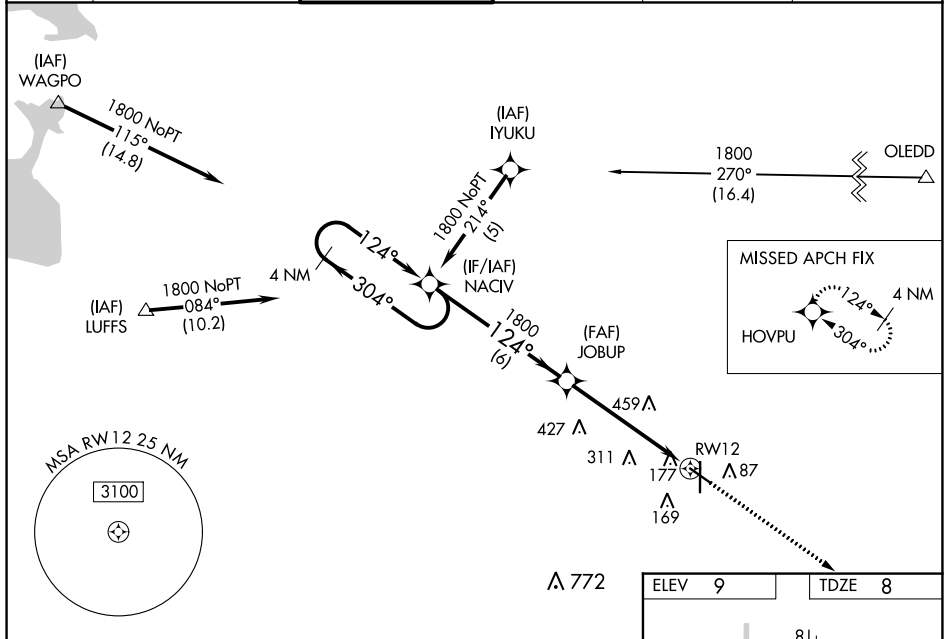 (IAF)
WAGPO
1800 NoPT
115°
(14.8)
(IAF)
IYUKU
1800 NoPT
214°
(5)
1800
270°
(16.4)
OLEDD
124°
304°
4 NM
(IF/IAF)
NACIV
(IAF)
LUFFS
1800 NoPT
084°
(10.2)
MISSED APCH FIX
HOVPU
124°
304°
4 NM
1800
124°
(6)
(FAF)
JOBUP
459
427
311
177
RW12
87
169
MSA RW12 25 NM
3100
772
ELEV 9
TDZE 8